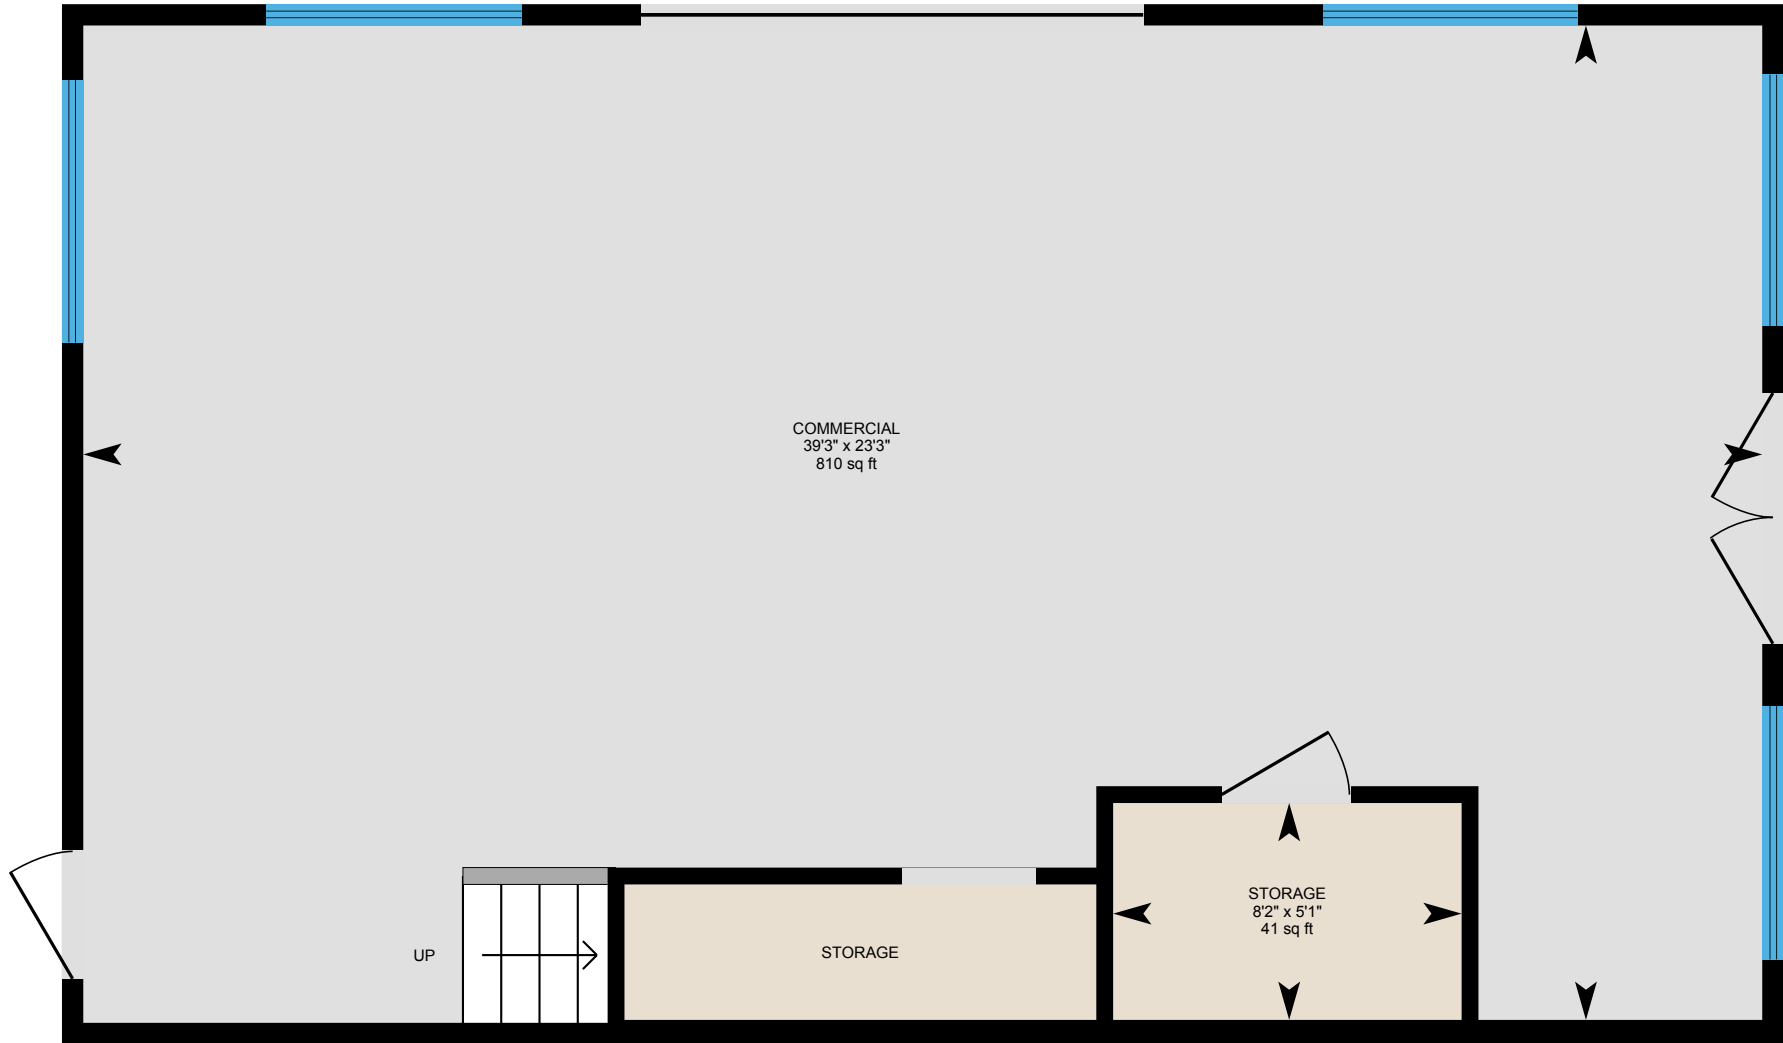 COMMERCIAL
39'3" x 23'3"
810 sq ft
STORAGE
8'2" x 5'1"
41 sq ft
UP
STORAGE